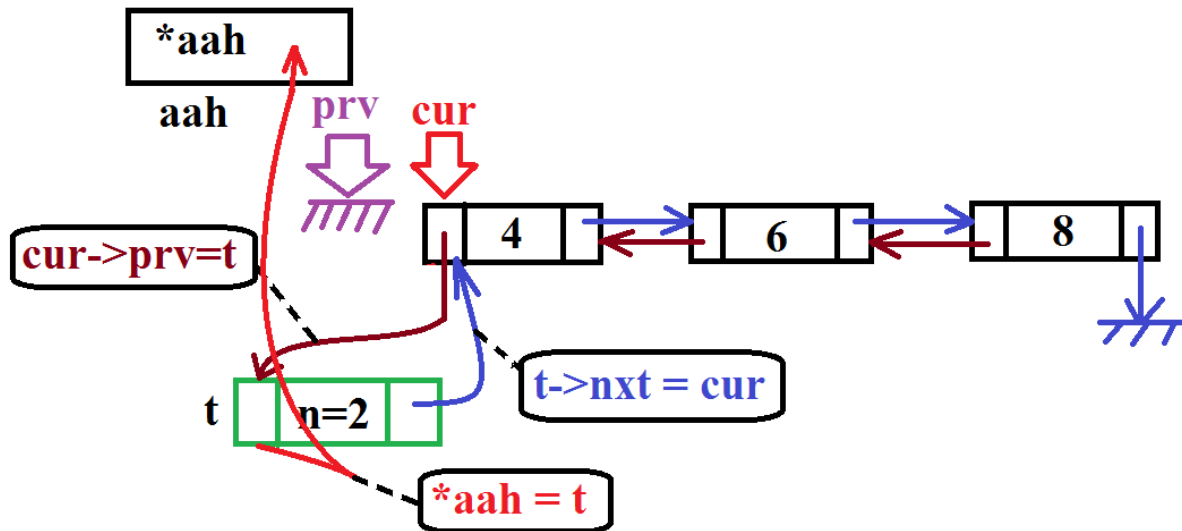 *aah
aah
prv
cur
4
6
8
cur->prv=t
t->nxt = cur
t
n=2
*aah = t